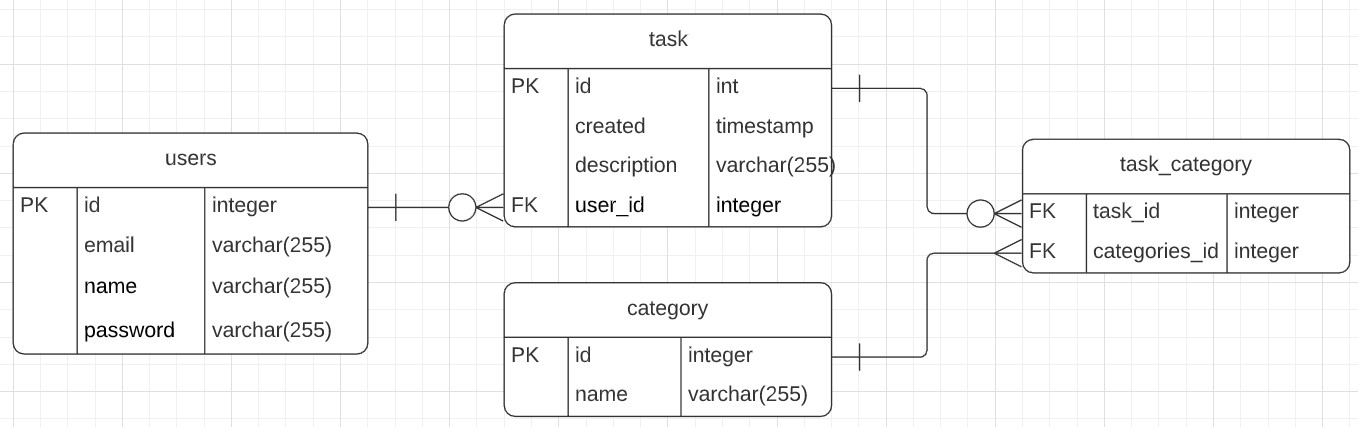 users
PK id integer
email varchar(255)
name varchar(255)
password varchar(255)
task
PK id int
created timestamp
description varchar(255)
FK user_id integer
category
PK id integer
name varchar(255)
task_category
FK task_id integer
FK categories_id integer